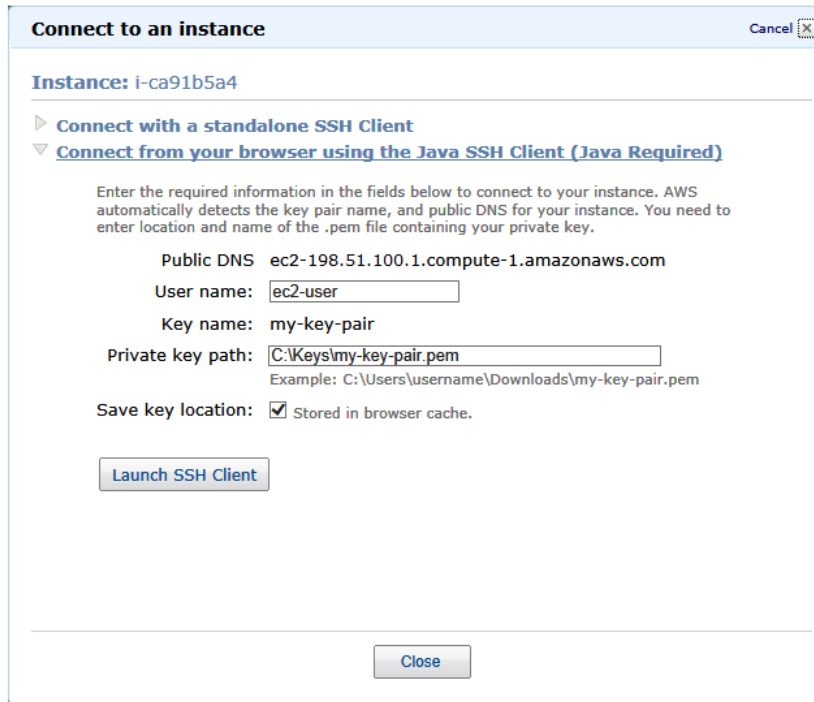 Connect to an instance Cancel X
Instance: i-ca91b5a4
Connect with a standalone SSH Client
Connect from your browser using the Java SSH Client (Java Required)
Enter the required information in the fields below to connect to your instance. AWS
automatically detects the key pair name, and public DNS for your instance. You need to
enter location and name of the .pem file containing your private key.
Public DNS ec2-198.51.100.1.compute-1.amazonaws.com
User name: ec2-user
Key name: my-key-pair
Private key path: C:\Keys\my-key-pair.pem
Example: C:\Users\username\Downloads\my-key-pair.pem
Save key location: Stored in browser cache.
Launch SSH Client
Close